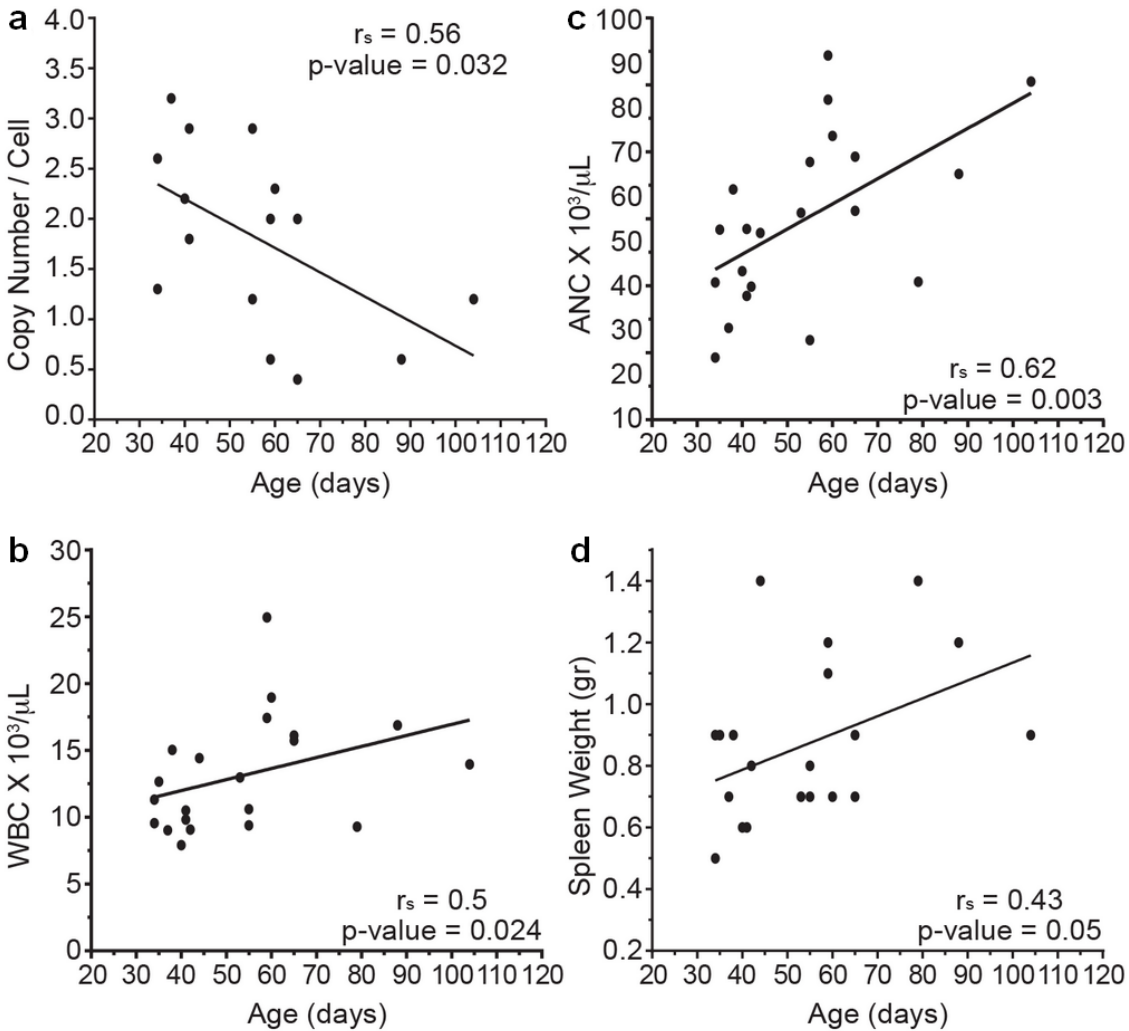 a
4.0
3.5
3.0
2.5
2.0
1.5
1.0
0.5
0.0
Copy Number / Cell
rs = 0.56
p-value = 0.032
20 30 40 50 60 70 80 90 100 110 120
Age (days)
c
100
90
80
70
60
50
40
30
20
10
ANC X 10³/μL
rs = 0.62
p-value = 0.003
20 30 40 50 60 70 80 90 100 110 120
Age (days)
b
30
25
20
15
10
5
0
WBC X 10³/μL
rs = 0.5
p-value = 0.024
20 30 40 50 60 70 80 90 100 110 120
Age (days)
d
1.4
1.2
1.0
0.8
0.6
0.4
0.2
Spleen Weight (gr)
rs = 0.43
p-value = 0.05
20 30 40 50 60 70 80 90 100 110 120
Age (days)